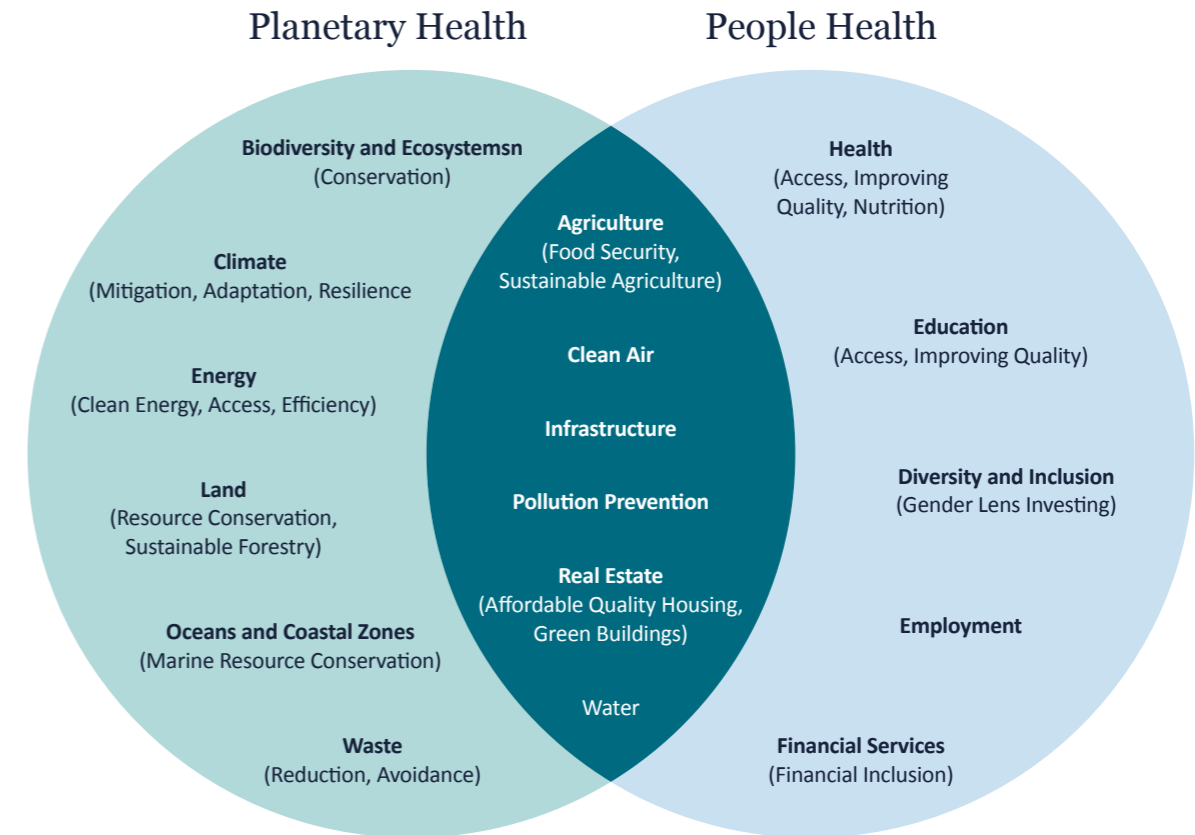 Planetary Health
People Health
Biodiversity and Ecosystemsn
(Conservation)
Climate
(Mitigation, Adaptation, Resilience
Energy
(Clean Energy, Access, Efficiency)
Land
(Resource Conservation,
Sustainable Forestry)
Oceans and Coastal Zones
(Marine Resource Conservation)
Waste
(Reduction, Avoidance)
Agriculture
(Food Security,
Sustainable Agriculture)
Clean Air
Infrastructure
Pollution Prevention
Real Estate
(Affordable Quality Housing,
Green Buildings)
Water
Health
(Access, Improving
Quality, Nutrition)
Education
(Access, Improving Quality)
Diversity and Inclusion
(Gender Lens Investing)
Employment
Financial Services
(Financial Inclusion)